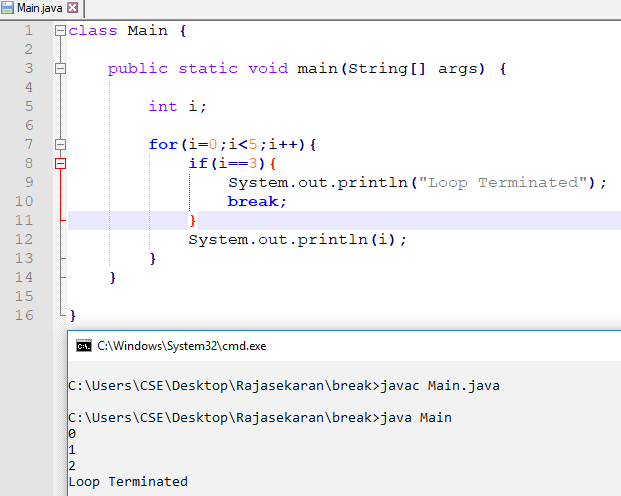 Main.java
1 class Main {
2
3 public static void main(String[] args) {
4
5 int i;
6
7 for(i=0;i<5;i++){
8 if(i==3){
9 System.out.println("Loop Terminated");
10 break;
11 }
12 System.out.println(i);
13 }
14 }
15
16 }
C:\Windows\System32\cmd.exe
C:\Users\CSE\Desktop\Rajasekaran\break>javac Main.java
C:\Users\CSE\Desktop\Rajasekaran\break>java Main
0
1
2
Loop Terminated